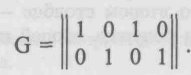 G = ‖ 1 0 1 0 ‖
‖ 0 1 0 1 ‖ .